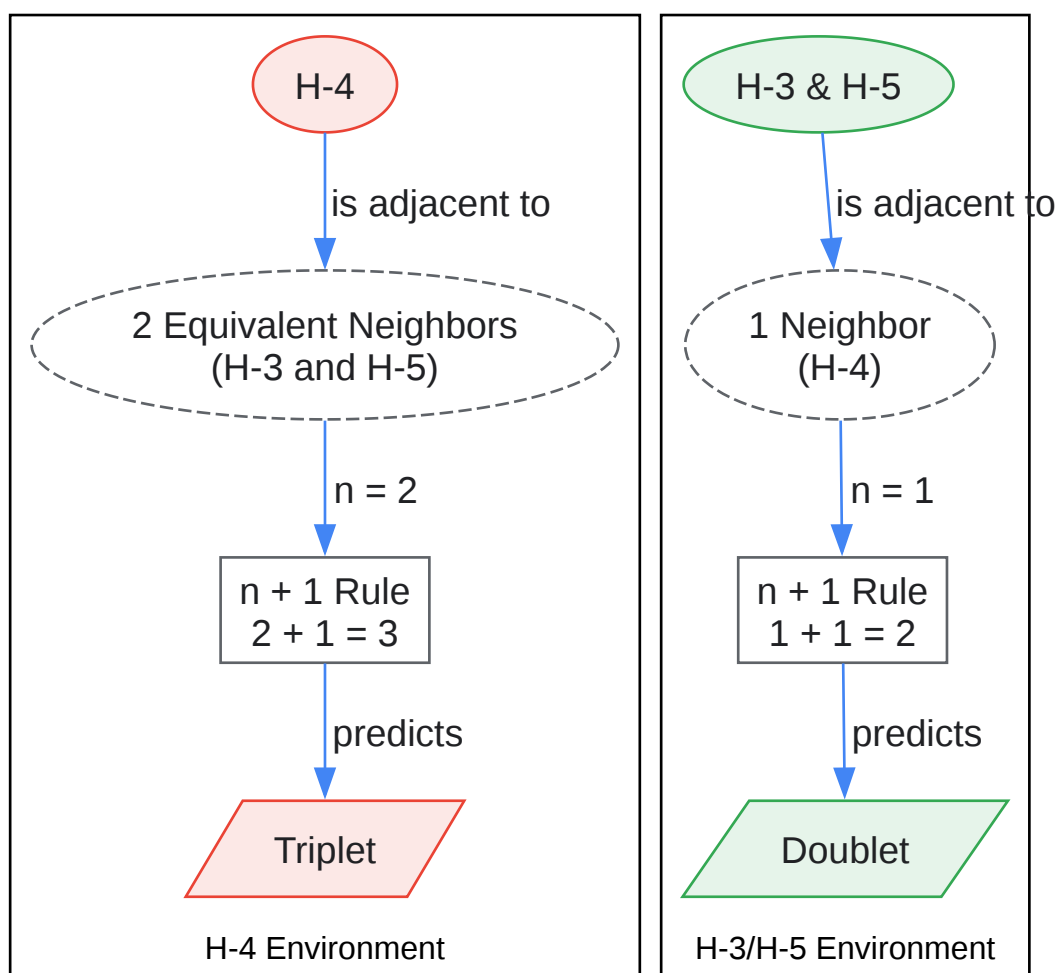 H-4
is adjacent to
2 Equivalent Neighbors
(H-3 and H-5)
n = 2
n + 1 Rule
2 + 1 = 3
predicts
Triplet
H-4 Environment
H-3 & H-5
is adjacent to
1 Neighbor
(H-4)
n = 1
n + 1 Rule
1 + 1 = 2
predicts
Doublet
H-3/H-5 Environment